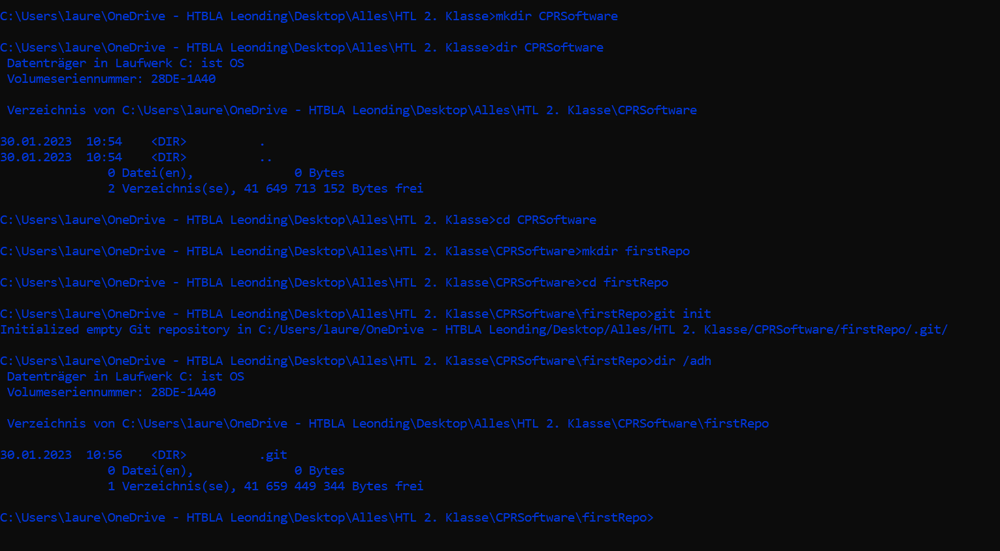 C:\Users\laure\OneDrive - HTBLA Leonding\Desktop\Alles\HTL 2. Klasse>mkdir CPRSoftware
C:\Users\laure\OneDrive - HTBLA Leonding\Desktop\Alles\HTL 2. Klasse>dir CPRSoftware
Datenträger in Laufwerk C: ist OS
Volumeseriennummer: 28DE-1A40
Verzeichnis von C:\Users\laure\OneDrive - HTBLA Leonding\Desktop\Alles\HTL 2. Klasse\CPRSoftware
30.01.2023  10:54    <DIR>          .
30.01.2023  10:54    <DIR>          ..
0 Datei(en),              0 Bytes
2 Verzeichnis(se), 41 649 713 152 Bytes frei
C:\Users\laure\OneDrive - HTBLA Leonding\Desktop\Alles\HTL 2. Klasse>cd CPRSoftware
C:\Users\laure\OneDrive - HTBLA Leonding\Desktop\Alles\HTL 2. Klasse\CPRSoftware>mkdir firstRepo
C:\Users\laure\OneDrive - HTBLA Leonding\Desktop\Alles\HTL 2. Klasse\CPRSoftware>cd firstRepo
C:\Users\laure\OneDrive - HTBLA Leonding\Desktop\Alles\HTL 2. Klasse\CPRSoftware\firstRepo>git init
Initialized empty Git repository in C:/Users/laure/OneDrive - HTBLA Leonding/Desktop/Alles/HTL 2. Klasse/CPRSoftware/firstRepo/.git/
C:\Users\laure\OneDrive - HTBLA Leonding\Desktop\Alles\HTL 2. Klasse\CPRSoftware\firstRepo>dir /adh
Datenträger in Laufwerk C: ist OS
Volumeseriennummer: 28DE-1A40
Verzeichnis von C:\Users\laure\OneDrive - HTBLA Leonding\Desktop\Alles\HTL 2. Klasse\CPRSoftware\firstRepo
30.01.2023  10:56    <DIR>          .git
0 Datei(en),              0 Bytes
1 Verzeichnis(se), 41 659 449 344 Bytes frei
C:\Users\laure\OneDrive - HTBLA Leonding\Desktop\Alles\HTL 2. Klasse\CPRSoftware\firstRepo>